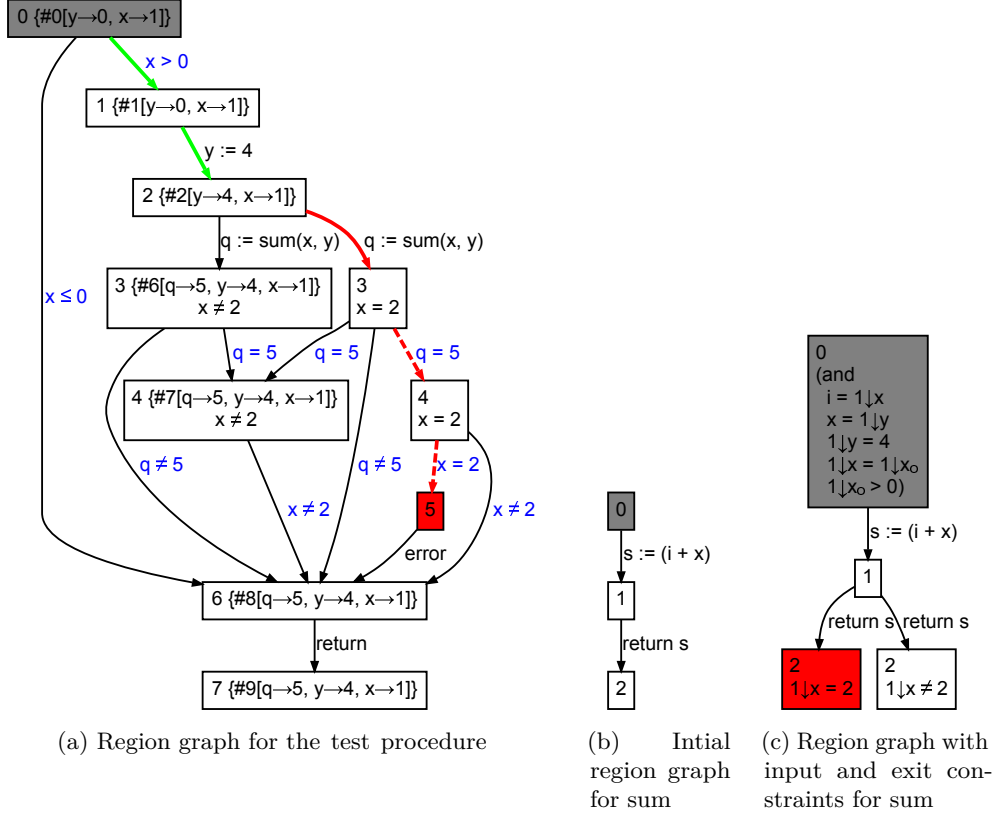 0 {#0[y→0, x→1]}
x > 0
1 {#1[y→0, x→1]}
y := 4
2 {#2[y→4, x→1]}
q := sum(x, y)
q := sum(x, y)
x ≤ 0
3 {#6[q→5, y→4, x→1]}
x ≠ 2
3
x = 2
q = 5
q = 5
q = 5
4 {#7[q→5, y→4, x→1]}
x ≠ 2
4
x = 2
q ≠ 5
q ≠ 5
x = 2
x ≠ 2
x ≠ 2
5
error
6 {#8[q→5, y→4, x→1]}
return
7 {#9[q→5, y→4, x→1]}
(a) Region graph for the test procedure
0
s := (i + x)
1
return s
2
(b) Intial
region graph
for sum
0
(and
i = 1↓x
x = 1↓y
1↓y = 4
1↓x = 1↓x₀
1↓x₀ > 0)
s := (i + x)
1
return s
return s
2
1↓x = 2
2
1↓x ≠ 2
(c) Region graph with
input and exit con-
straints for sum